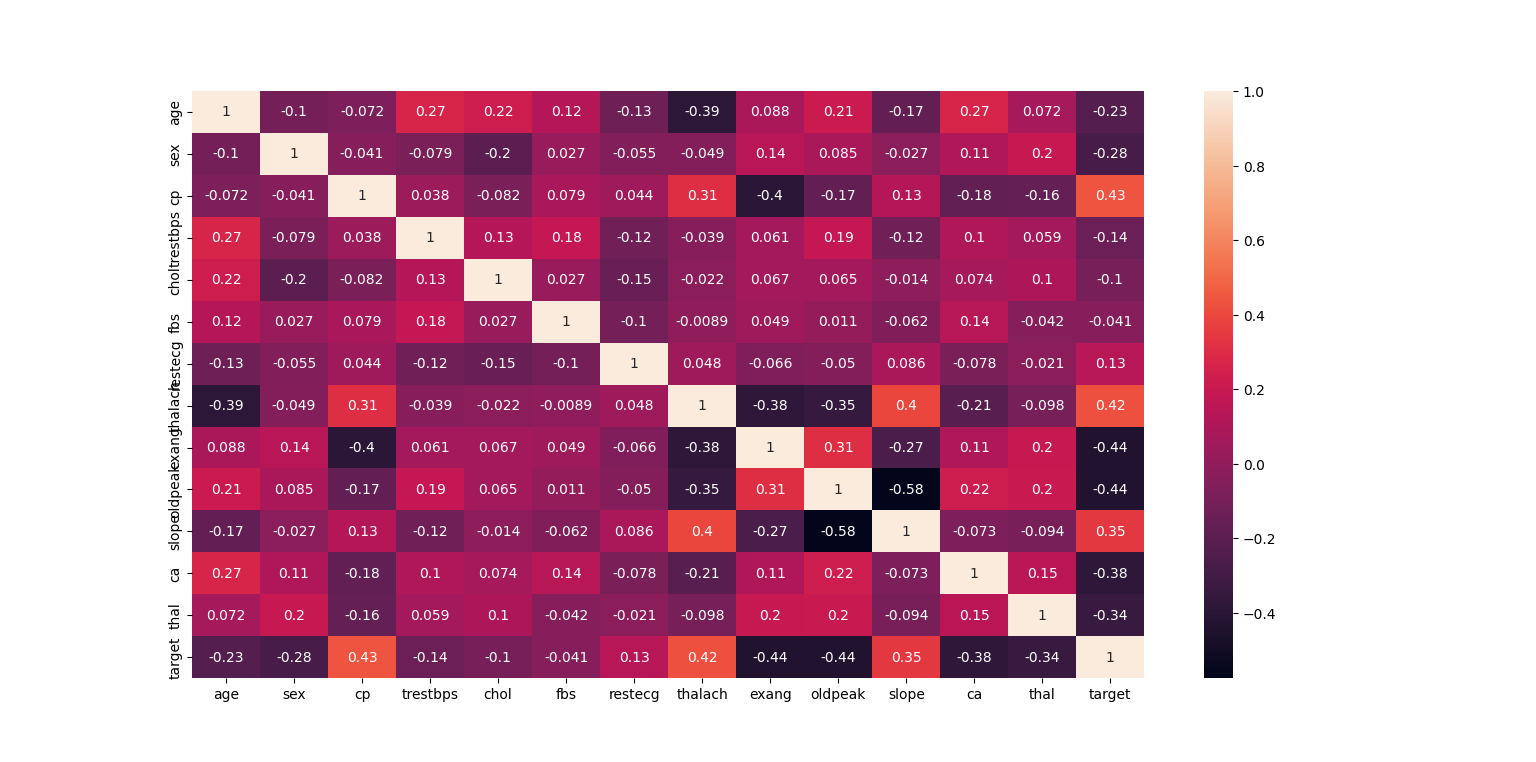 age 1 -0.1 -0.072 0.27 0.22 0.12 -0.13 -0.39 0.088 0.21 -0.17 0.27 0.072 -0.23
sex -0.1 1 -0.041 -0.079 -0.2 0.027 -0.055 -0.049 0.14 0.085 -0.027 0.11 0.2 -0.28
cp -0.072 -0.041 1 0.038 -0.082 0.079 0.044 0.31 -0.4 -0.17 0.13 -0.18 -0.16 0.43
trestbps 0.27 -0.079 0.038 1 0.13 0.18 -0.12 -0.039 0.061 0.19 -0.12 0.1 0.059 -0.14
chol 0.22 -0.2 -0.082 0.13 1 0.027 -0.15 -0.022 0.067 0.065 -0.014 0.074 0.1 -0.1
fbs 0.12 0.027 0.079 0.18 0.027 1 -0.1 -0.0089 0.049 0.011 -0.062 0.14 -0.042 -0.041
restecg -0.13 -0.055 0.044 -0.12 -0.15 -0.1 1 0.048 -0.066 -0.05 0.086 -0.078 -0.021 0.13
thalach -0.39 -0.049 0.31 -0.039 -0.022 -0.0089 0.048 1 -0.38 -0.35 0.4 -0.21 -0.098 0.42
exang 0.088 0.14 -0.4 0.061 0.067 0.049 -0.066 -0.38 1 0.31 -0.27 0.11 0.2 -0.44
oldpeak 0.21 0.085 -0.17 0.19 0.065 0.011 -0.05 -0.35 0.31 1 -0.58 0.22 0.2 -0.44
slope -0.17 -0.027 0.13 -0.12 -0.014 -0.062 0.086 0.4 -0.27 -0.58 1 -0.073 -0.094 0.35
ca 0.27 0.11 -0.18 0.1 0.074 0.14 -0.078 -0.21 0.11 0.22 -0.073 1 0.15 -0.38
thal 0.072 0.2 -0.16 0.059 0.1 -0.042 -0.021 -0.098 0.2 0.2 -0.094 0.15 1 -0.34
target -0.23 -0.28 0.43 -0.14 -0.1 -0.041 0.13 0.42 -0.44 -0.44 0.35 -0.38 -0.34 1
age sex cp trestbps chol fbs restecg thalach exang oldpeak slope ca thal target
1.0
0.8
0.6
0.4
0.2
0.0
−0.2
−0.4